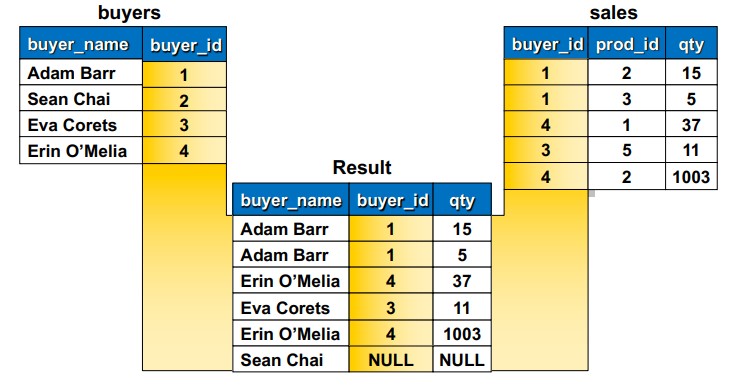 buyers
buyer_name buyer_id
Adam Barr 1
Sean Chai 2
Eva Corets 3
Erin O’Melia 4
sales
buyer_id prod_id qty
1 2 15
1 3 5
4 1 37
3 5 11
4 2 1003
Result
buyer_name buyer_id qty
Adam Barr 1 15
Adam Barr 1 5
Erin O’Melia 4 37
Eva Corets 3 11
Erin O’Melia 4 1003
Sean Chai NULL NULL